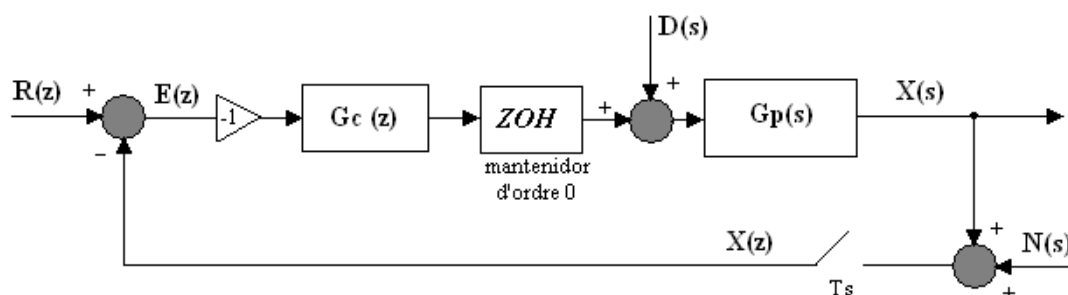 D(s)
R(z)
+
E(z)
-1
Gc (z)
ZOH
+
+
Gp(s)
X(s)
−
mantenidor
d'ordre 0
X(z)
Ts
+
N(s)
+